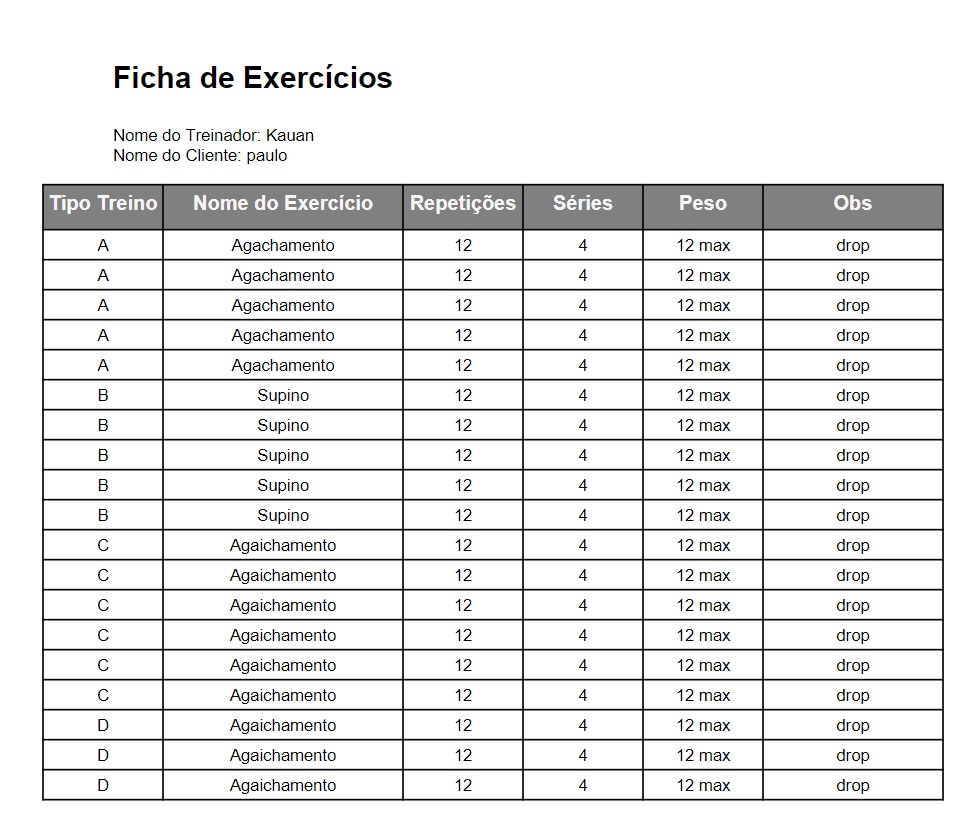 Ficha de Exercícios
Nome do Treinador: Kauan
Nome do Cliente: paulo
Tipo Treino Nome do Exercício Repetições Séries Peso Obs
A Agachamento 12 4 12 max drop
A Agachamento 12 4 12 max drop
A Agachamento 12 4 12 max drop
A Agachamento 12 4 12 max drop
A Agachamento 12 4 12 max drop
B Supino 12 4 12 max drop
B Supino 12 4 12 max drop
B Supino 12 4 12 max drop
B Supino 12 4 12 max drop
B Supino 12 4 12 max drop
C Agaichamento 12 4 12 max drop
C Agaichamento 12 4 12 max drop
C Agaichamento 12 4 12 max drop
C Agaichamento 12 4 12 max drop
C Agaichamento 12 4 12 max drop
C Agaichamento 12 4 12 max drop
D Agaichamento 12 4 12 max drop
D Agaichamento 12 4 12 max drop
D Agaichamento 12 4 12 max drop